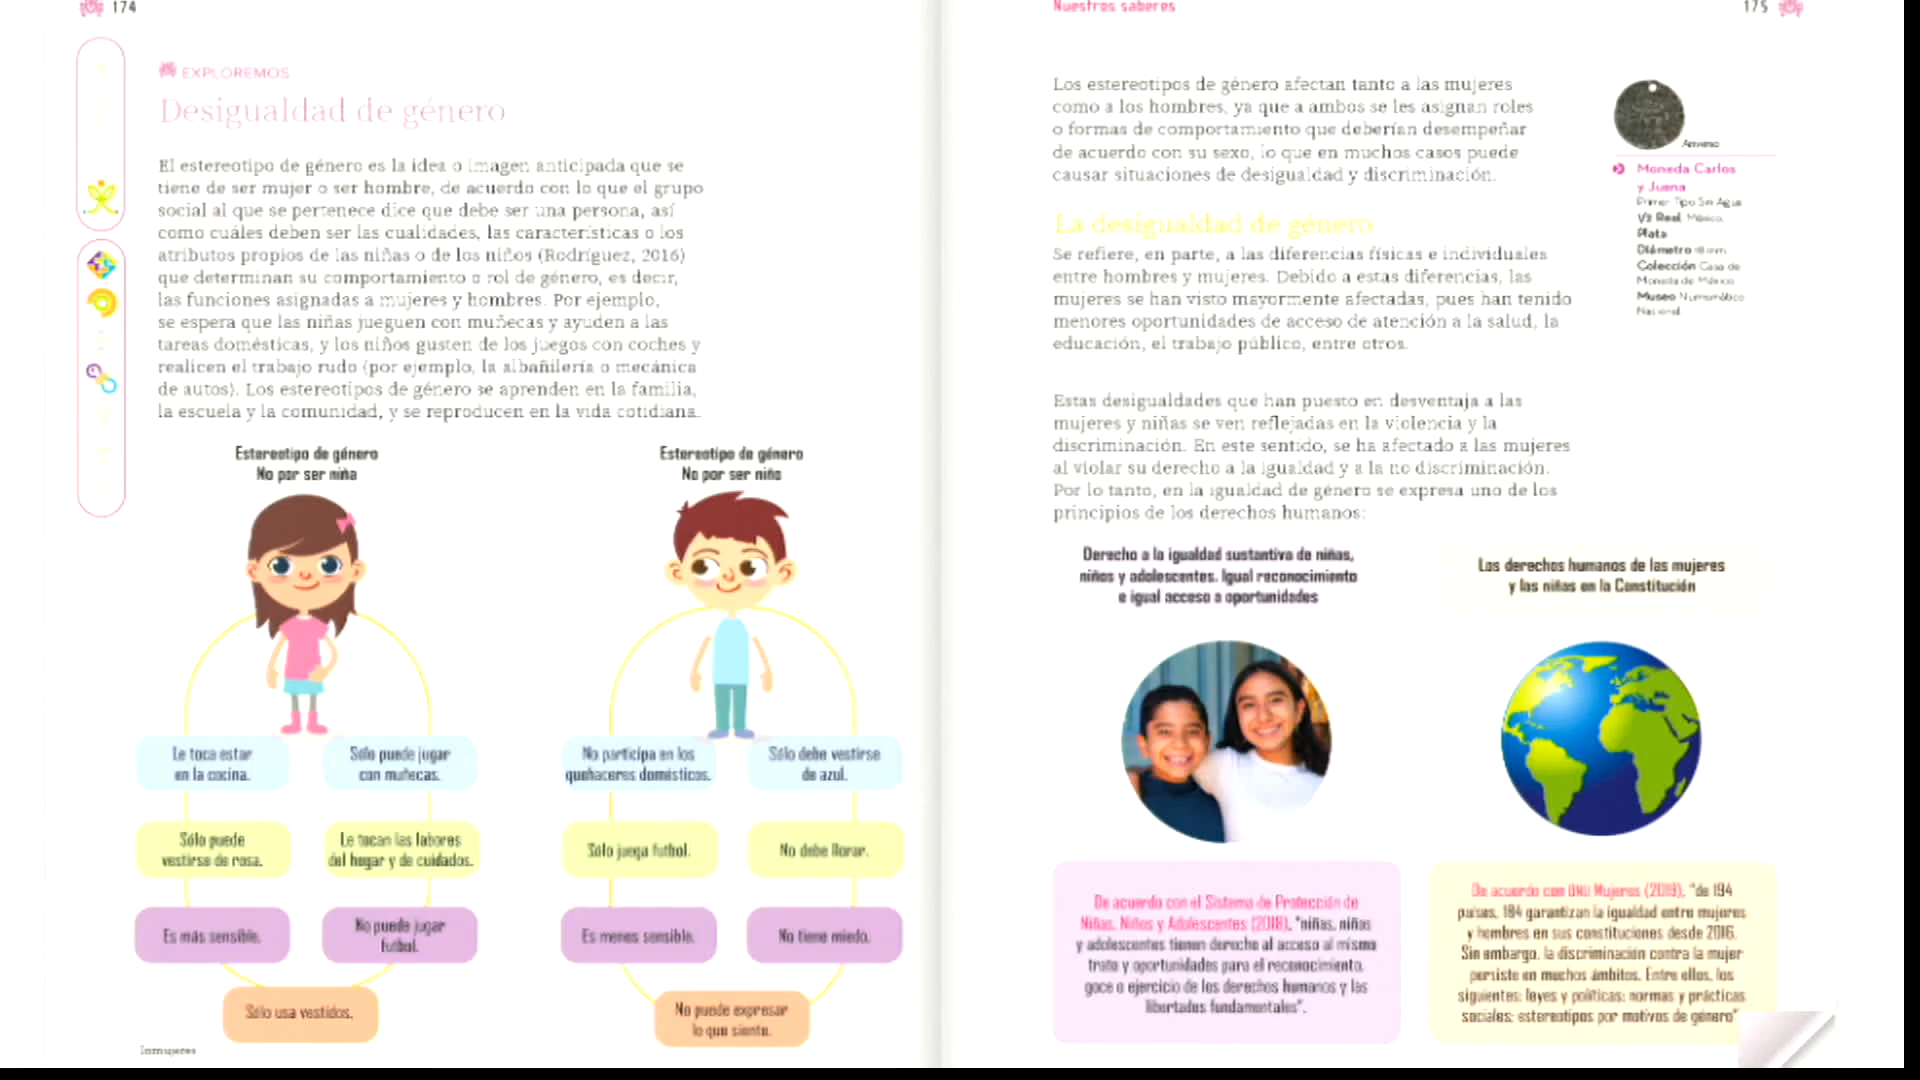 174
EXPLOREMOS
Desigualdad de género
El estereotipo de género es la idea o imagen anticipada que se
tiene de ser mujer o ser hombre, de acuerdo con lo que el grupo
social al que se pertenece dice que debe ser una persona, así
como cuáles deben ser las cualidades, las características o los
atributos propios de las niñas o de los niños (Rodríguez, 2016)
que determinan su comportamiento o rol de género, es decir,
las funciones asignadas a mujeres y hombres. Por ejemplo,
se espera que las niñas jueguen con muñecas y ayuden a las
tareas domésticas, y los niños gusten de los juegos con coches y
realicen el trabajo rudo (por ejemplo, la albañilería o mecánica
de autos). Los estereotipos de género se aprenden en la familia,
la escuela y la comunidad, y se reproducen en la vida cotidiana.
Estereotipo de género
No por ser niña
Le toca estar
en la cocina.
Sólo puede jugar
con muñecas.
Sólo puede
vestirse de rosa.
Le tocan las labores
del hogar y de cuidados.
Es más sensible.
No puede jugar
futbol.
Sólo usa vestidos.
Estereotipo de género
No por ser niño
No participa en los
quehaceres domésticos.
Sólo debe vestirse
de azul.
Sólo juega futbol.
No debe llorar.
Es menos sensible.
No tiene miedo.
No puede expresar
lo que siente.
Inmujeres
Nuestros saberes
175
Los estereotipos de género afectan tanto a las mujeres
como a los hombres, ya que a ambos se les asignan roles
o formas de comportamiento que deberían desempeñar
de acuerdo con su sexo, lo que en muchos casos puede
causar situaciones de desigualdad y discriminación.
La desigualdad de género
Se refiere, en parte, a las diferencias físicas e individuales
entre hombres y mujeres. Debido a estas diferencias, las
mujeres se han visto mayormente afectadas, pues han tenido
menores oportunidades de acceso de atención a la salud, la
educación, el trabajo público, entre otros.
Estas desigualdades que han puesto en desventaja a las
mujeres y niñas se ven reflejadas en la violencia y la
discriminación. En este sentido, se ha afectado a las mujeres
al violar su derecho a la igualdad y a la no discriminación.
Por lo tanto, en la igualdad de género se expresa uno de los
principios de los derechos humanos:
Anverso
Moneda Carlos
y Juana
Primer Tipo Sin Agua
1/2 Real, México,
Plata
Diámetro 18 mm
Colección Casa de
Moneda de México
Museo Numismático
Nacional
Derecho a la igualdad sustantiva de niñas,
niños y adolescentes. Igual reconocimiento
e igual acceso a oportunidades
De acuerdo con el Sistema de Protección de
Niñas, Niños y Adolescentes (2018), "niñas, niños
y adolescentes tienen derecho al acceso al mismo
trato y oportunidades para el reconocimiento,
goce o ejercicio de los derechos humanos y las
libertades fundamentales".
Los derechos humanos de las mujeres
y las niñas en la Constitución
De acuerdo con ONU Mujeres (2019), "de 194
países, 184 garantizan la igualdad entre mujeres
y hombres en sus constituciones desde 2016.
Sin embargo, la discriminación contra la mujer
persiste en muchos ámbitos. Entre ellos, los
siguientes: leyes y políticas; normas y prácticas
sociales; estereotipos por motivos de género"